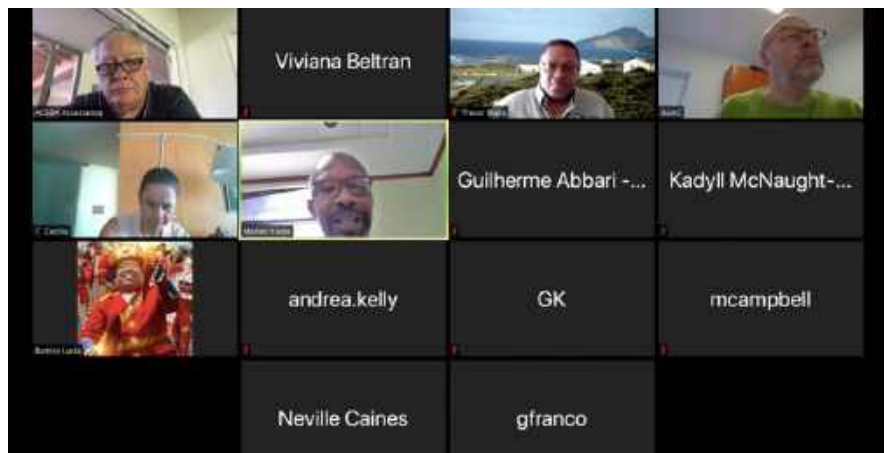 Viviana Beltran
Guilherme Abbari -...
Kadyll McNaught-...
andrea.kelly
GK
mcampbell
Neville Caines
gfranco